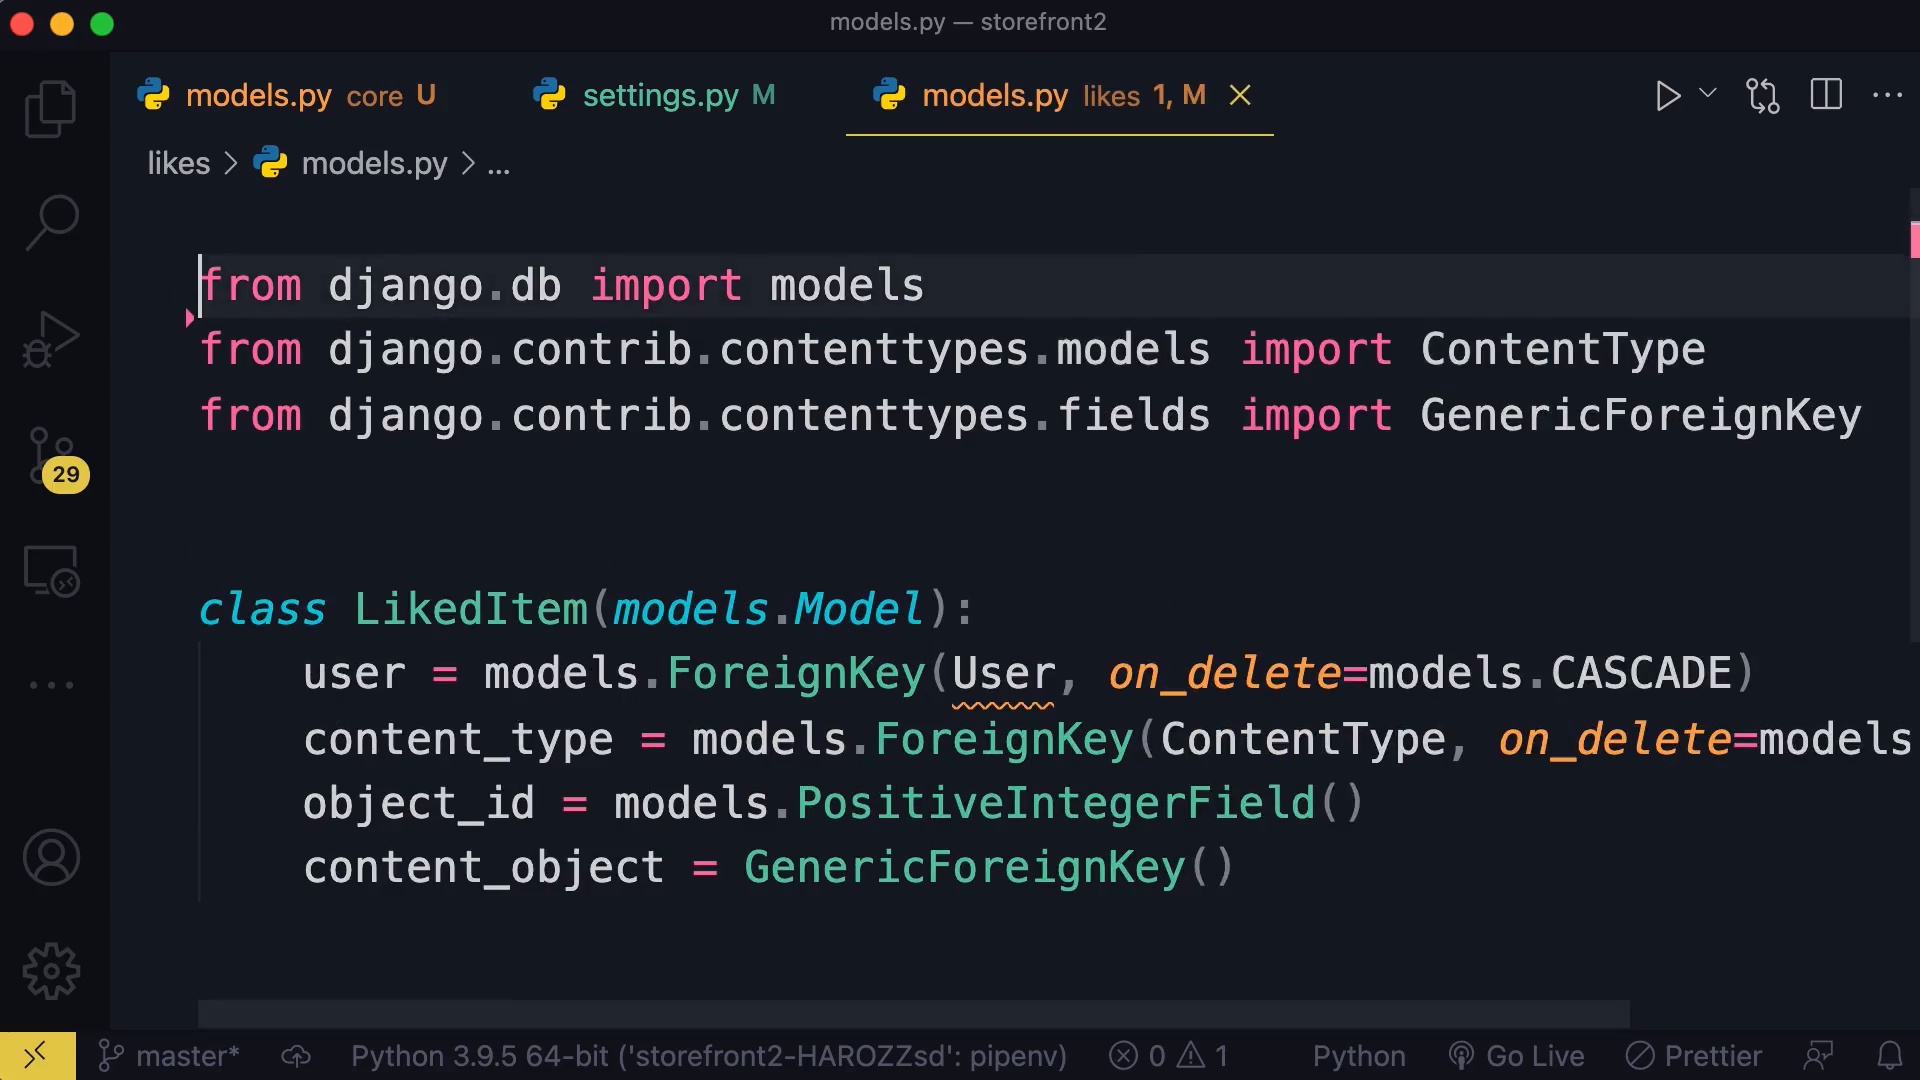 models.py — storefront2
models.py core U settings.py M models.py likes 1, M
likes > models.py > ...
from django.db import models
from django.contrib.contenttypes.models import ContentType
from django.contrib.contenttypes.fields import GenericForeignKey
class LikedItem(models.Model):
user = models.ForeignKey(User, on_delete=models.CASCADE)
content_type = models.ForeignKey(ContentType, on_delete=models
object_id = models.PositiveIntegerField()
content_object = GenericForeignKey()
29
master* Python 3.9.5 64-bit ('storefront2-HAROZZsd': pipenv) 0 1 Python Go Live Prettier